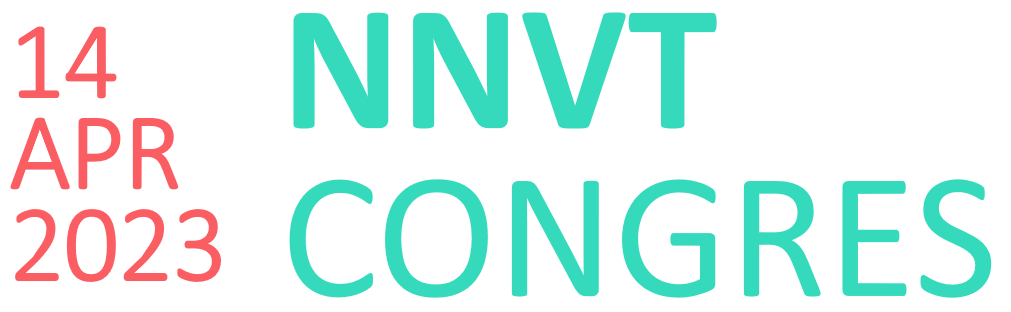 14
APR
2023
NNVT
CONGRES